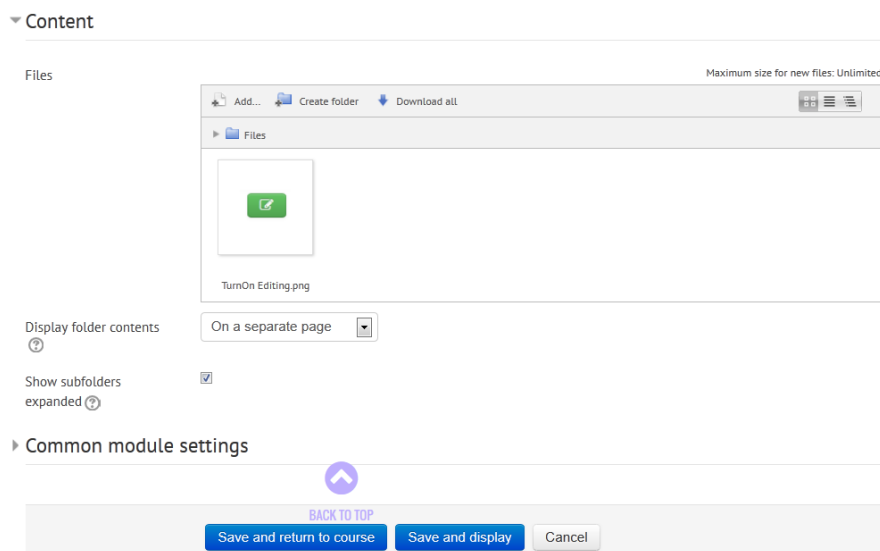 Content
Files
Maximum size for new files: Unlimited
Add... Create folder Download all
Files
TurnOn Editing.png
Display folder contents
On a separate page
Show subfolders
expanded
Common module settings
BACK TO TOP
Save and return to course Save and display Cancel